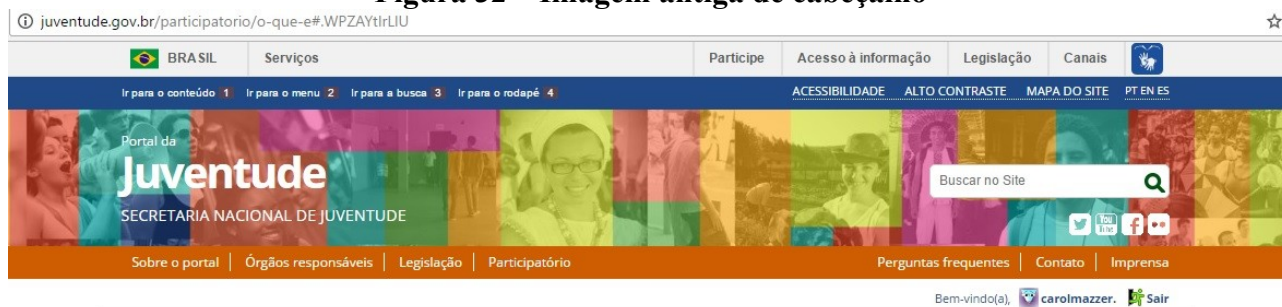 Figura 32 – Imagem antiga de cabeçalho
juventude.gov.br/participatorio/o-que-e#.WPZAYtIrLIU
BRASIL Serviços Participe Acesso à informação Legislação Canais
Ir para o conteúdo 1 Ir para o menu 2 Ir para a busca 3 Ir para o rodapé 4 ACESSIBILIDADE ALTO CONTRASTE MAPA DO SITE PT EN ES
Portal da
Juventude
Buscar no Site
SECRETARIA NACIONAL DE JUVENTUDE
You Tube
Sobre o portal | Órgãos responsáveis | Legislação | Participatório Perguntas frequentes | Contato | Imprensa
Bem-vindo(a), carolmazzer. Sair